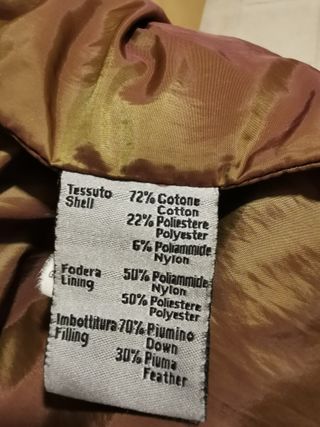 Tessuto 72% Cotone
Shell Cotton
22% Poliestere
Polyester
6% Poliammide
Nylon
Fodera 50% Poliammide
Lining Nylon
50% Poliestere
Polyester
Imbottitura 70% Piumino
Filling Down
30% Piuma
Feather